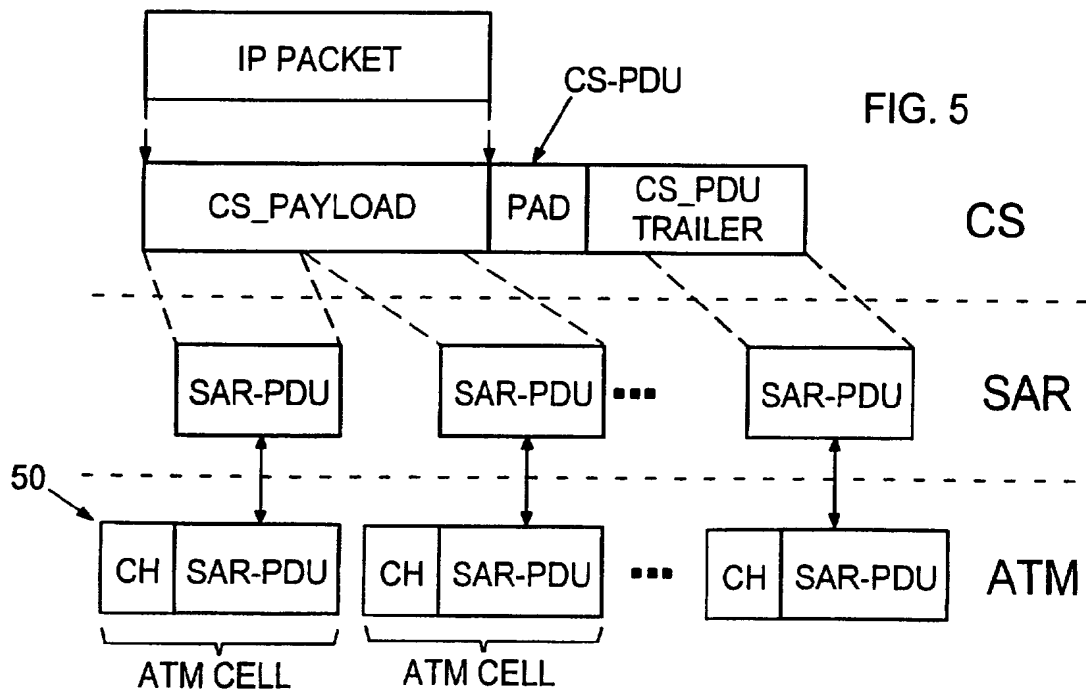 IP PACKET
CS-PDU
FIG. 5
CS_PAYLOAD
PAD
CS_PDU
TRAILER
CS
SAR-PDU
SAR-PDU
SAR-PDU
SAR
50
CH
SAR-PDU
CH
SAR-PDU
CH
SAR-PDU
ATM
ATM CELL
ATM CELL